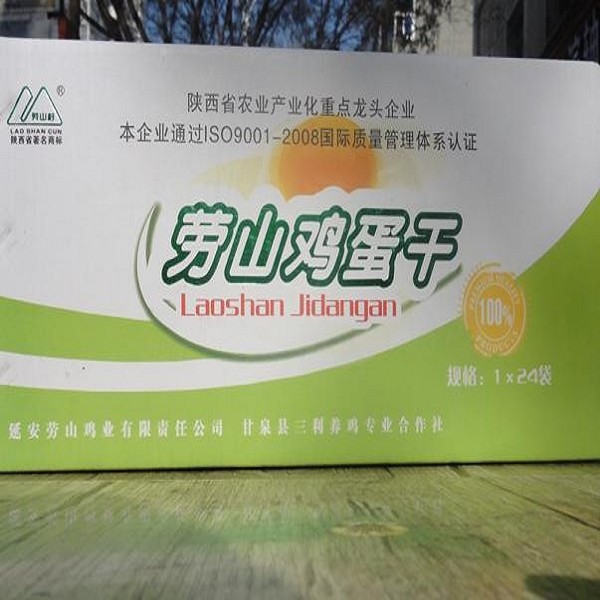 劳山村
®
LAO SHAN CUN
陕西省著名商标
陕西省农业产业化重点龙头企业
本企业通过ISO9001-2008国际质量管理体系认证
劳山鸡蛋干
Laoshan Jidangan
PREMIUM QUALITY
100%
PRODUCT
规格：1×24袋
延安劳山鸡业有限责任公司 甘泉县三利养鸡专业合作社